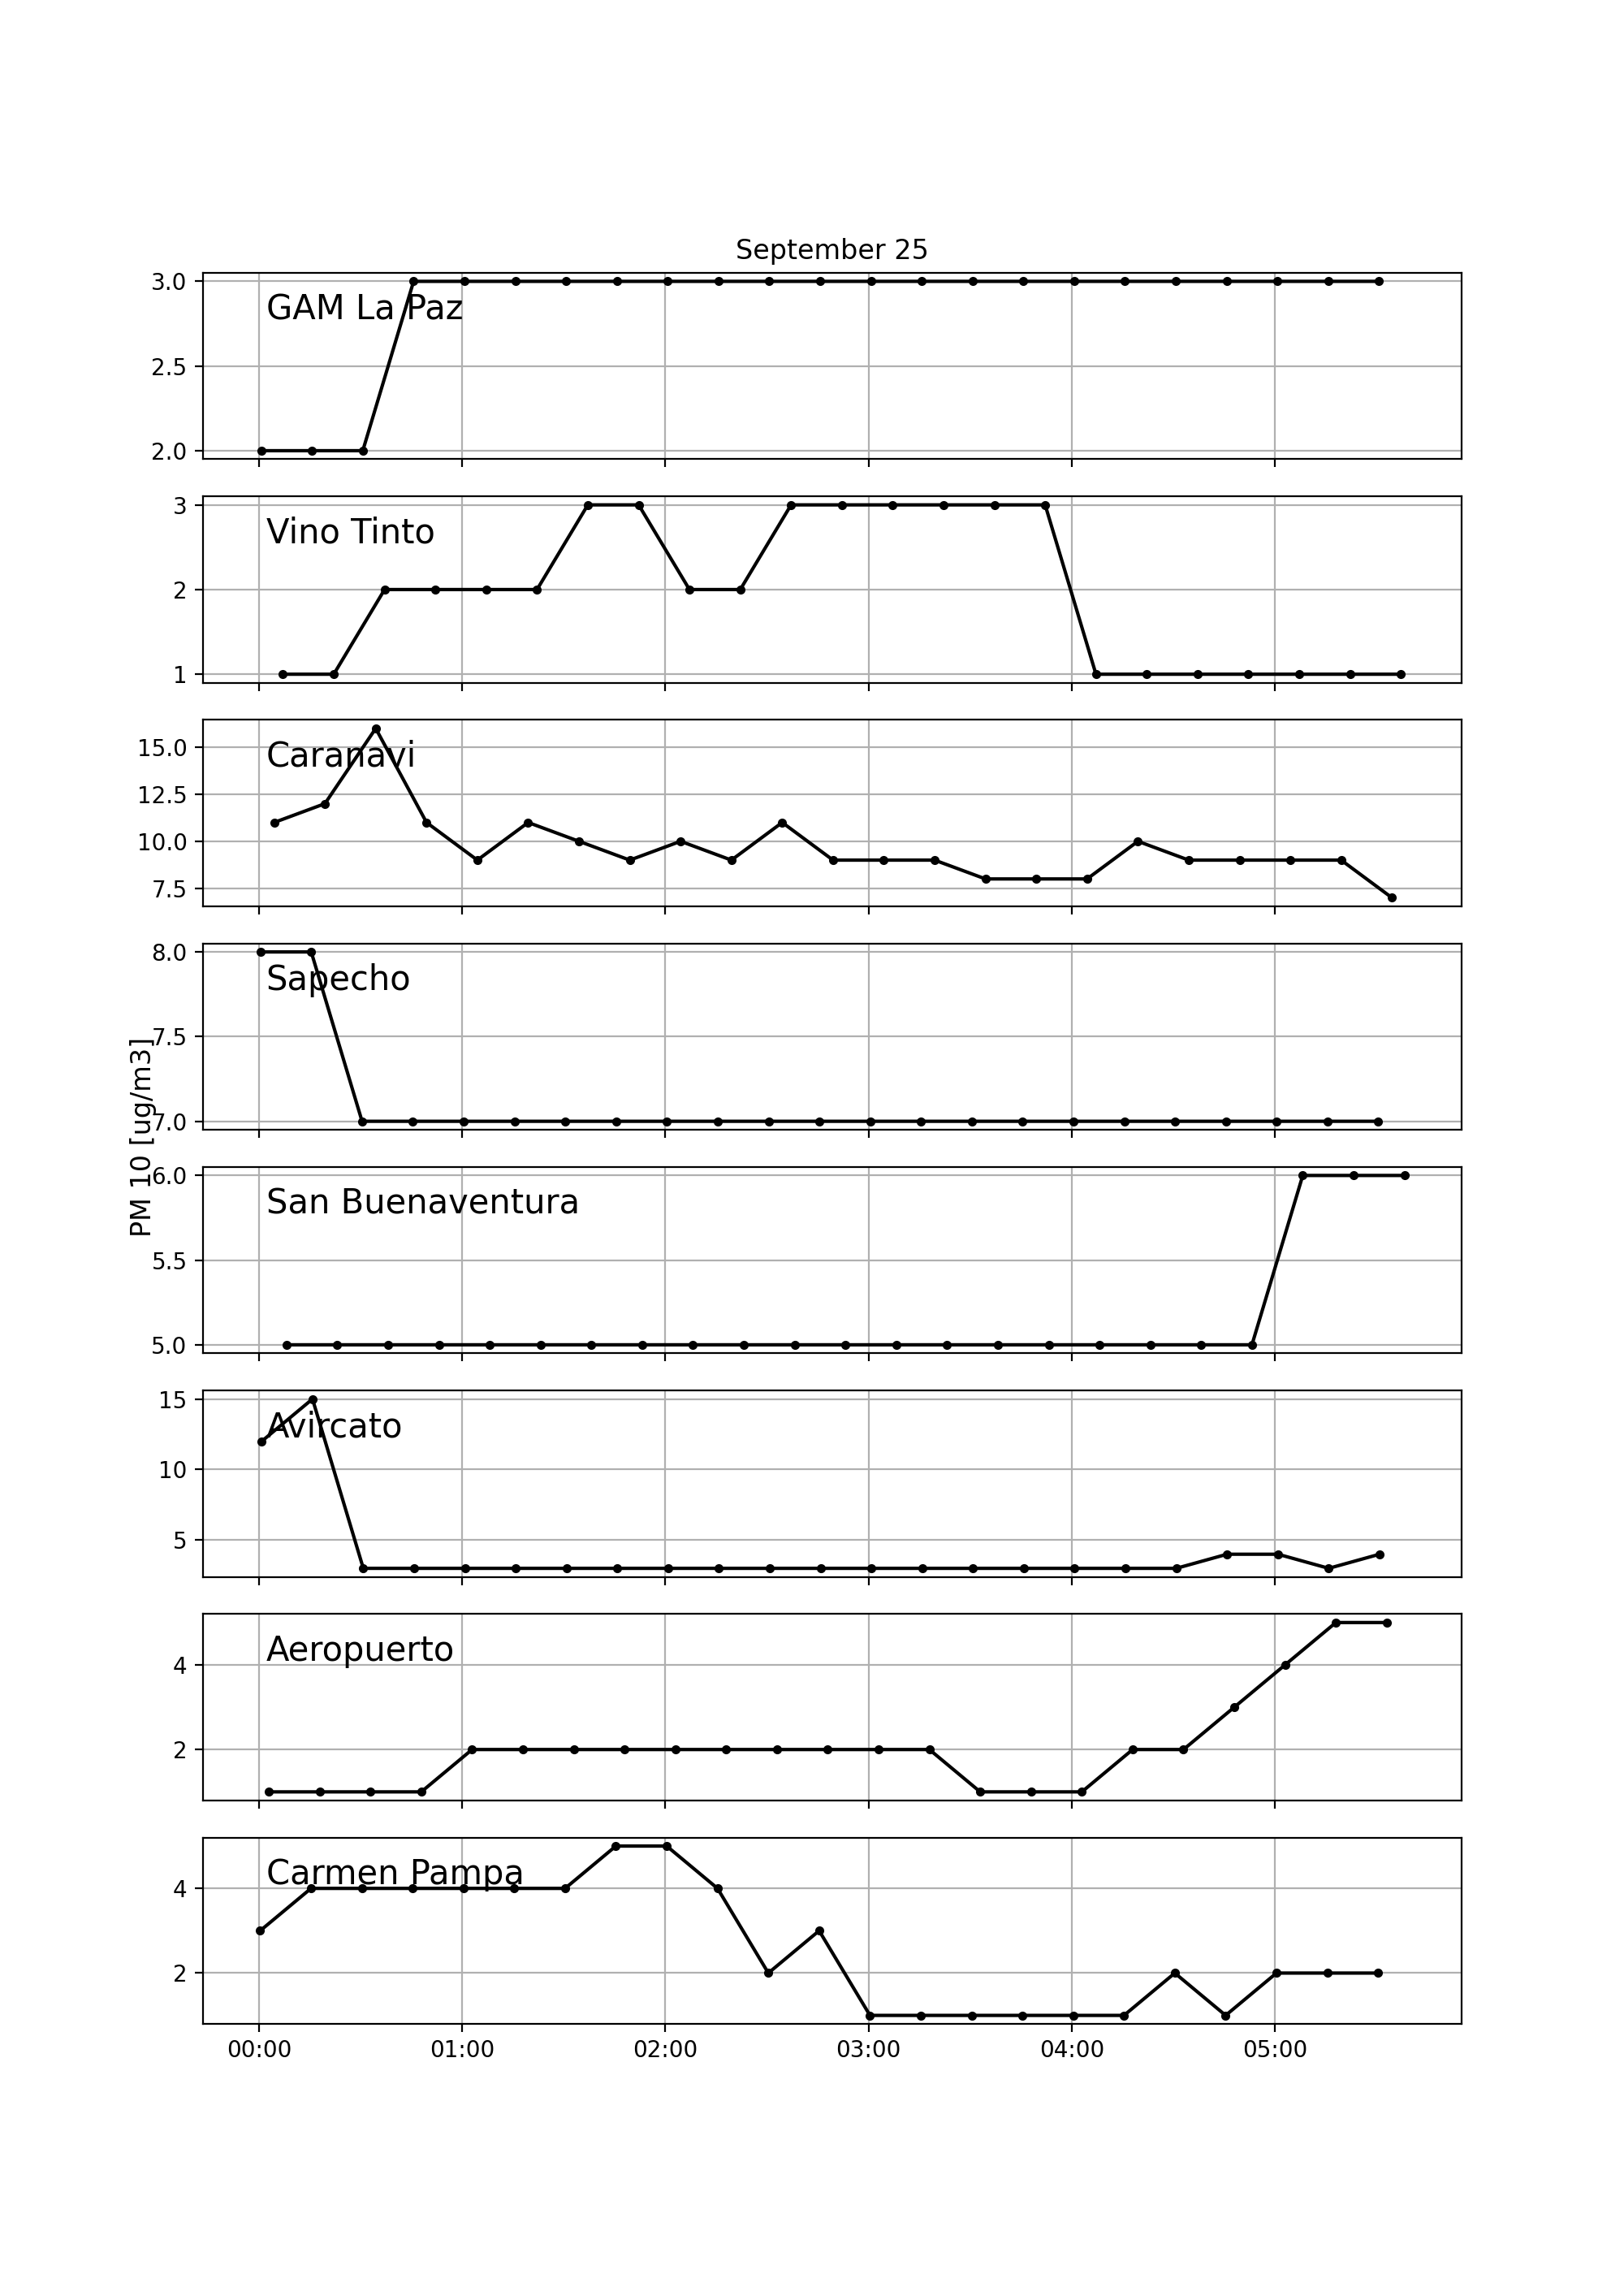 September 25
3.0
GAM La Paz
2.5
2.0
3
Vino Tinto
2
1
15.0
Caranavi
12.5
10.0
7.5
8.0
Sapecho
7.5
7.0
PM 10 [ug/m3]
6.0
San Buenaventura
5.5
5.0
15
Avircato
10
5
Aeropuerto
4
2
Carmen Pampa
4
2
00:00 01:00 02:00 03:00 04:00 05:00